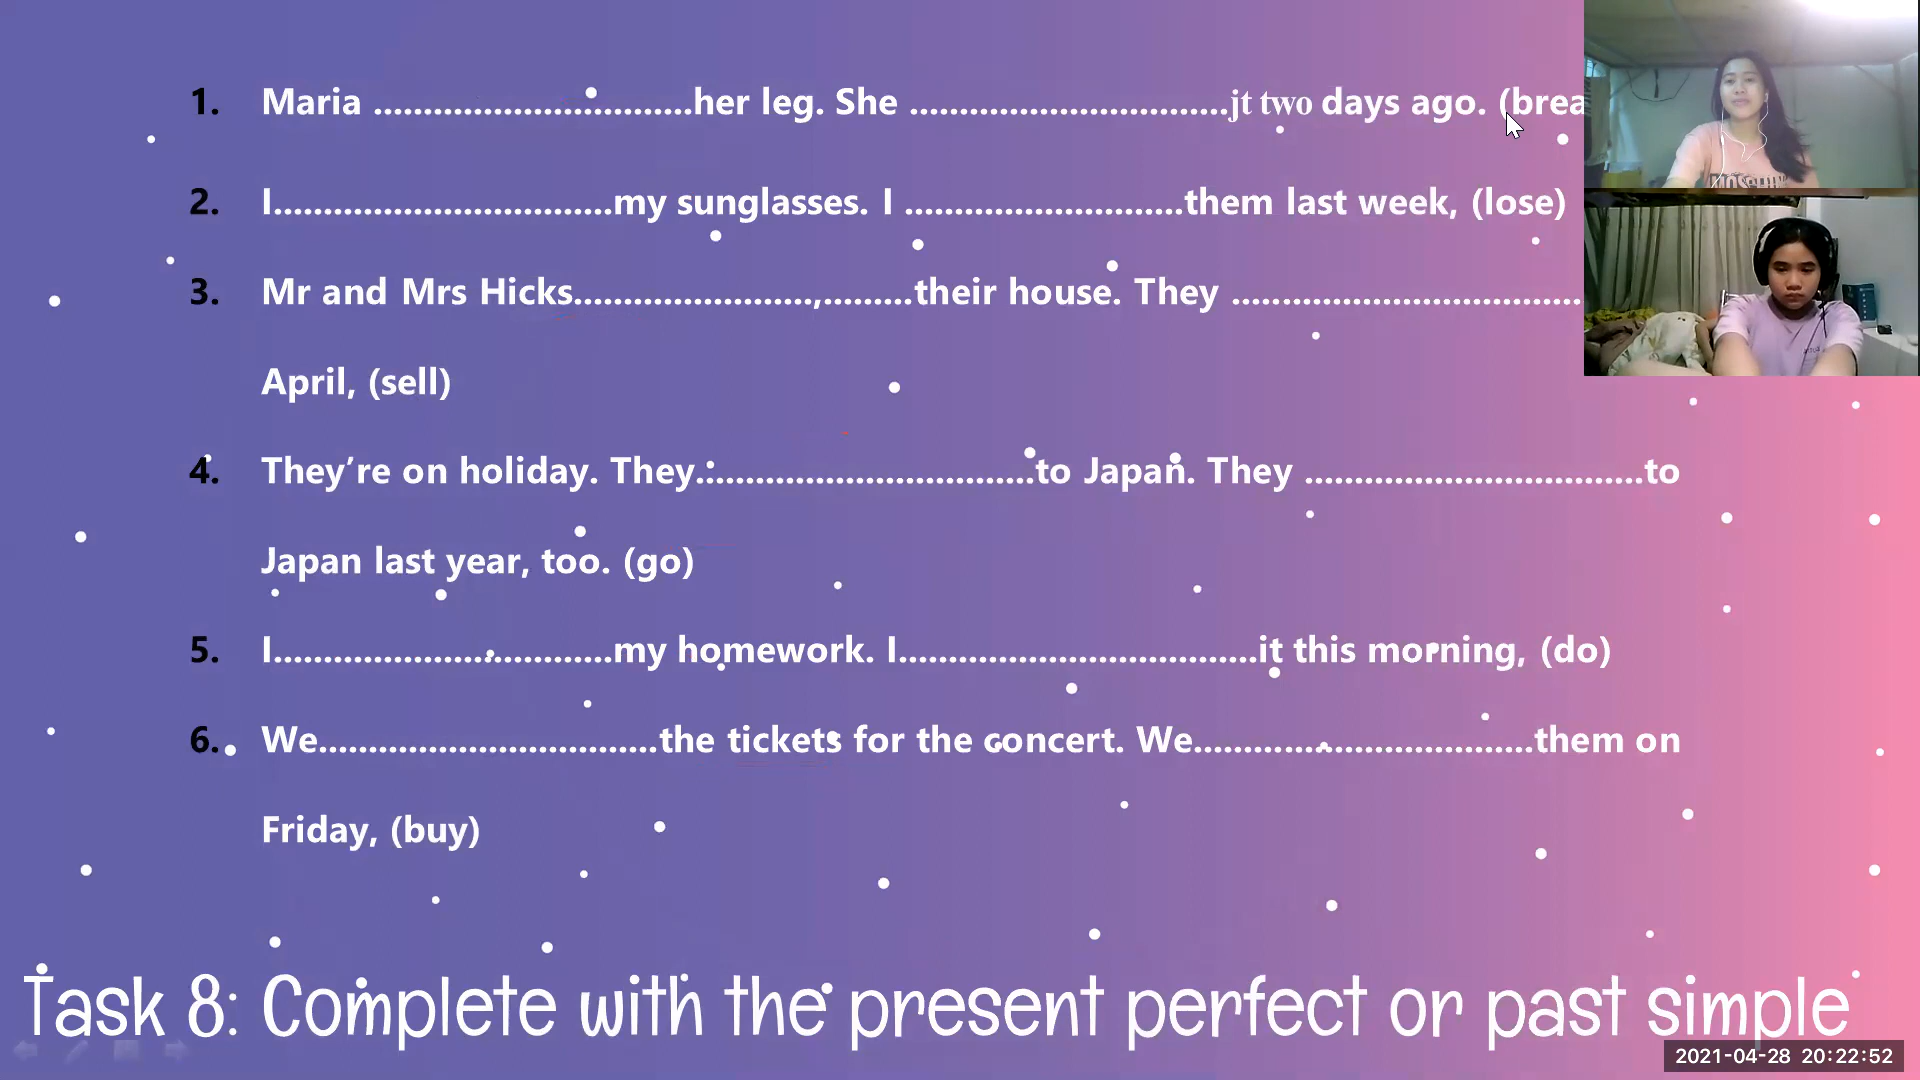 1. Maria ................................her leg. She ................................jt two days ago. (brea
2. I..................................my sunglasses. I ............................them last week, (lose)
3. Mr and Mrs Hicks........................,.........their house. They ...................................
April, (sell)
4. They’re on holiday. They.:................................to Japan. They ..................................to
Japan last year, too. (go)
5. I..................................my homework. I....................................it this morning, (do)
6. We..................................the tickets for the concert. We..................................them on
Friday, (buy)
Task 8: Complete with the present perfect or past simple
2021-04-28 20:22:52